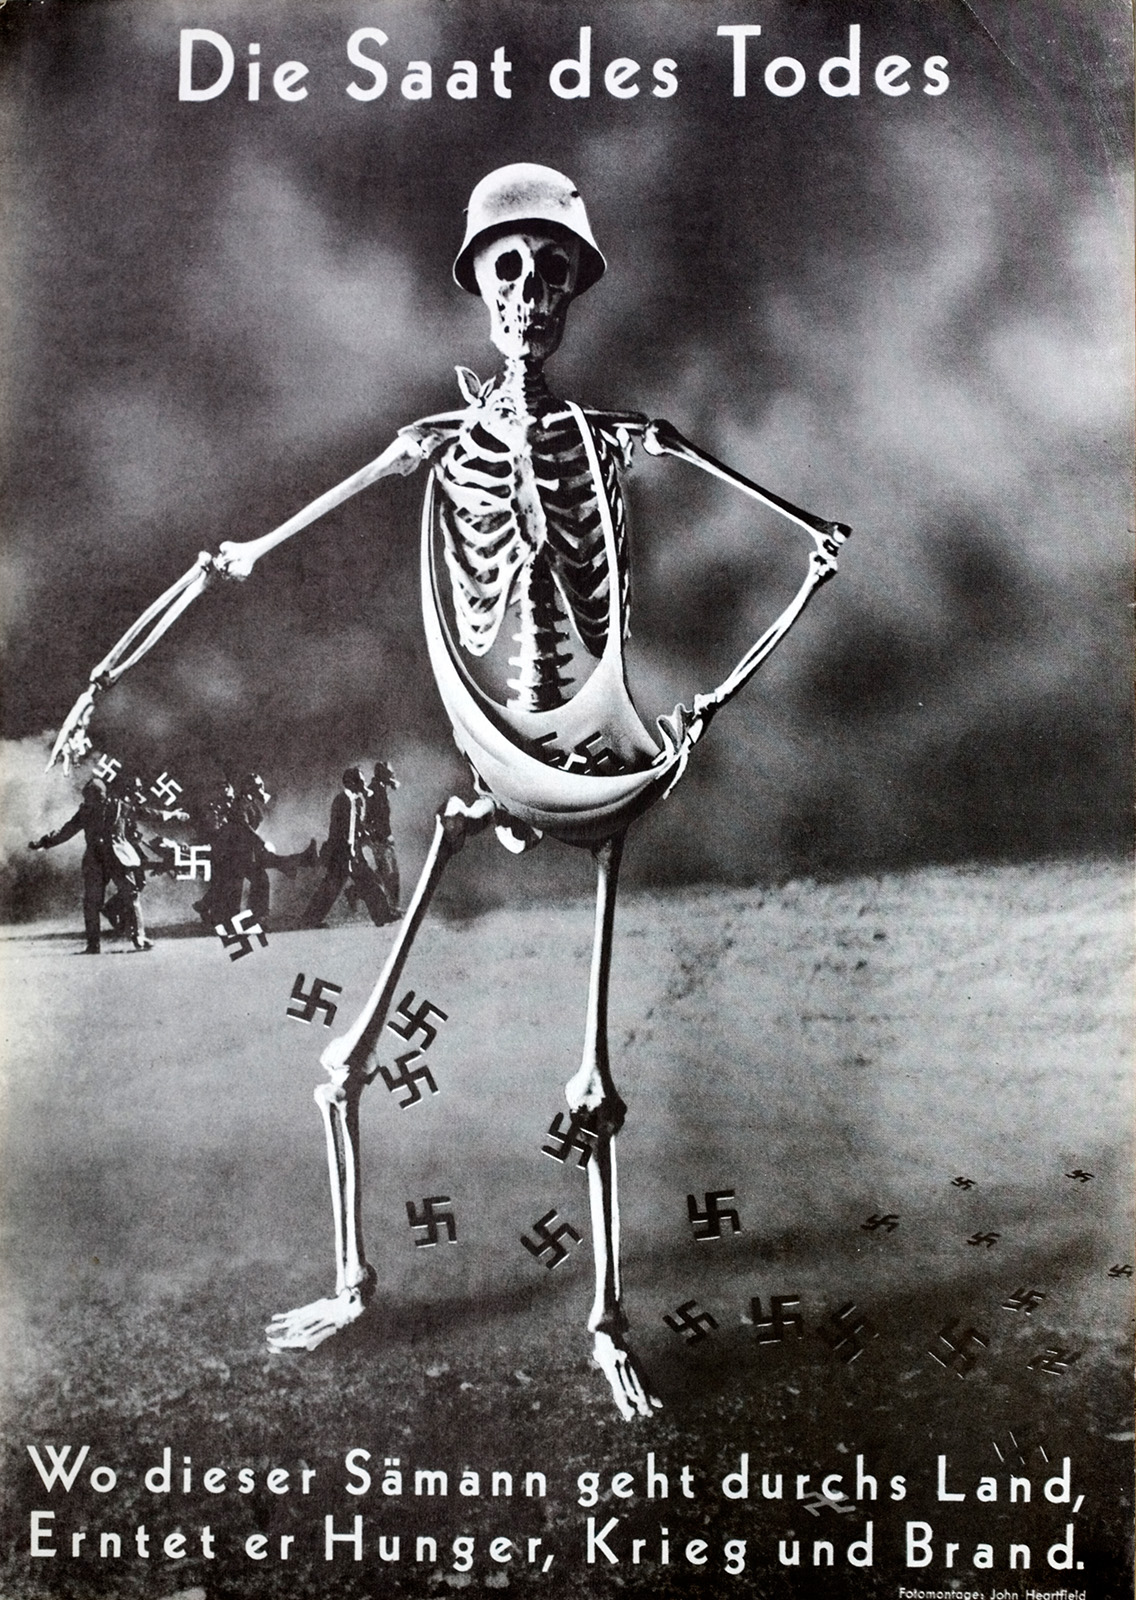 Die Saat des Todes
Wo dieser Sämann geht durchs Land,
Erntet er Hunger, Krieg und Brand.
Fotomontage: John Heartfield